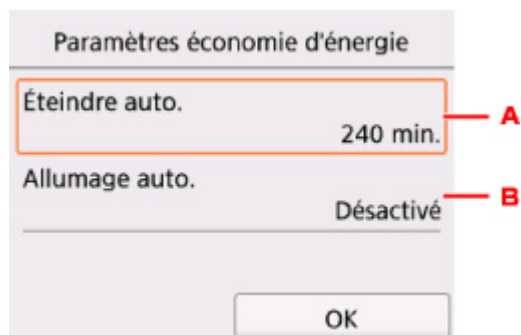 Paramètres économie d'énergie
Éteindre auto.
240 min.
A
Allumage auto.
Désactivé
B
OK